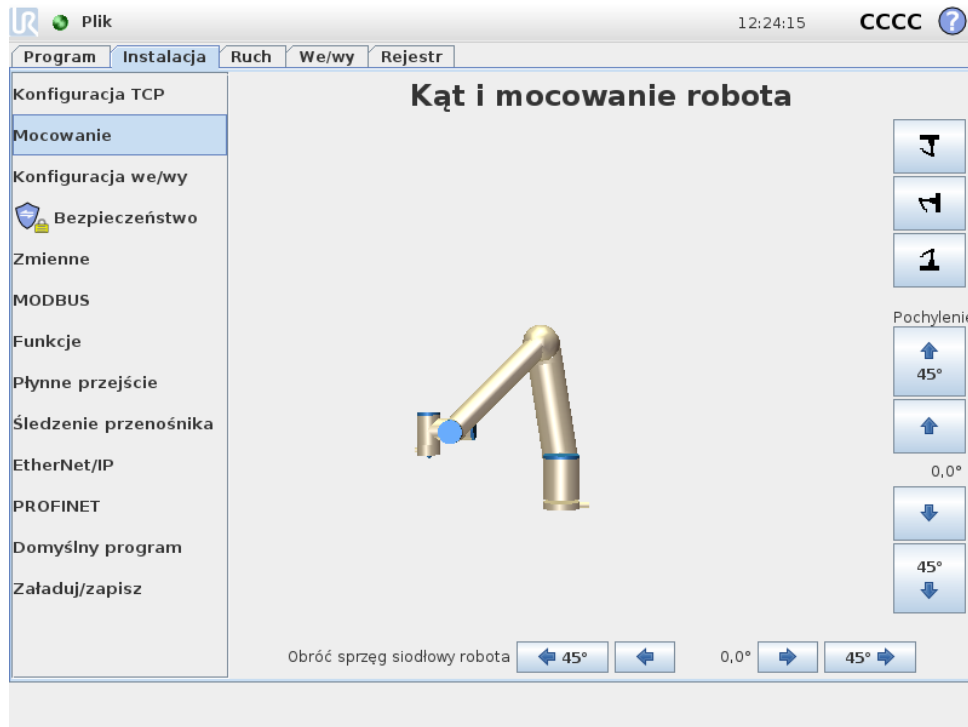 UR Plik 12:24:15 CCCC ?
Program Instalacja Ruch We/wy Rejestr
Konfiguracja TCP
Mocowanie
Konfiguracja we/wy
Bezpieczeństwo
Zmienne
MODBUS
Funkcje
Płynne przejście
Śledzenie przenośnika
EtherNet/IP
PROFINET
Domyślny program
Załaduj/zapisz
Kąt i mocowanie robota
Pochylenie
45°
0,0°
45°
Obróć sprzęg siodłowy robota 45° 0,0° 45°